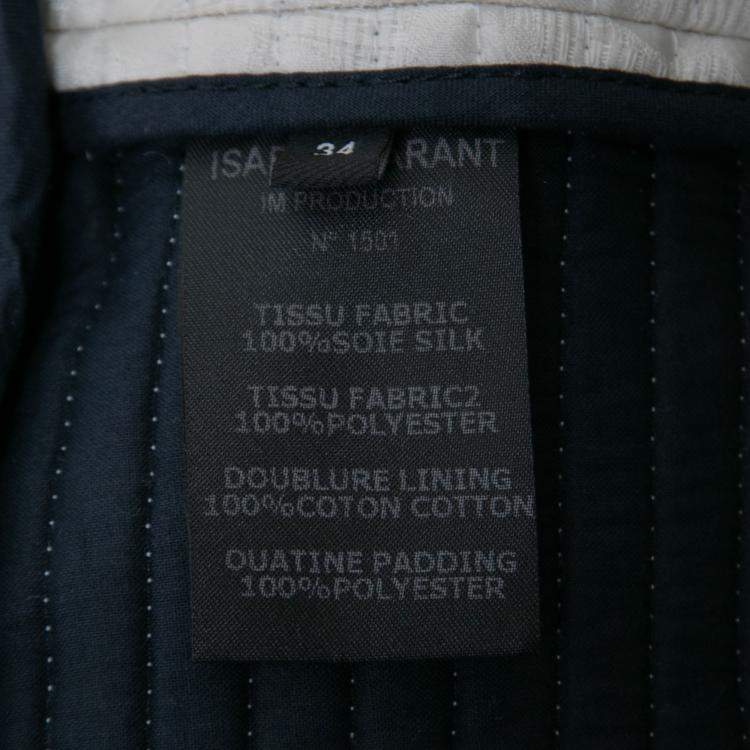 34
IM PRODUCTION
N° 1501
TISSU FABRIC
100%SOIE SILK
TISSU FABRIC2
100%POLYESTER
DOUBLURE LINING
100%COTON COTTON
OUATINE PADDING
100%POLYESTER